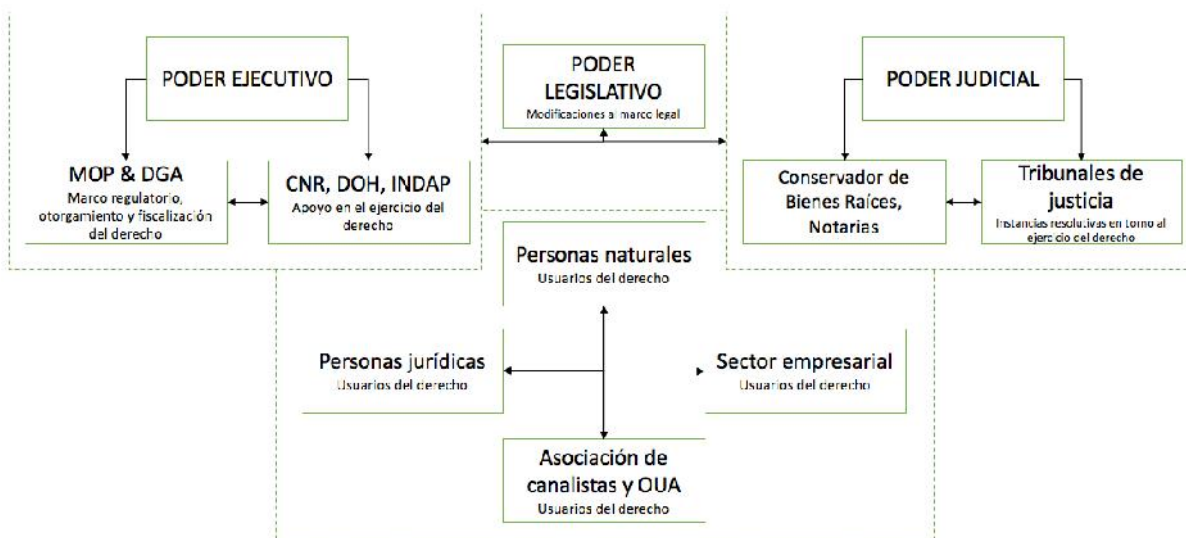 PODER EJECUTIVO
MOP & DGA
Marco regulatorio,
otorgamiento y fiscalización
del derecho
CNR, DOH, INDAP
Apoyo en el ejercicio del
derecho
PODER
LEGISLATIVO
Modificaciones al marco legal
PODER JUDICIAL
Conservador de
Bienes Raíces,
Notarias
Tribunales de
justicia
Instancias resolutivas en torno al
ejercicio del derecho
Personas naturales
Usuarios del derecho
Personas jurídicas
Usuarios del derecho
Sector empresarial
Usuarios del derecho
Asociación de
canalistas y OUA
Usuarios del derecho